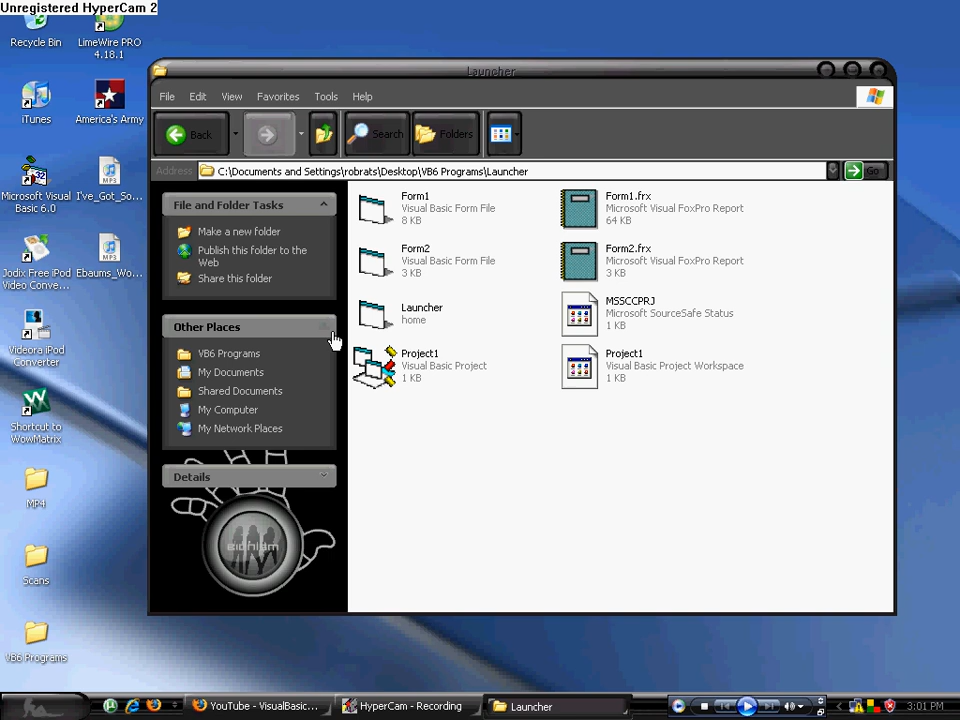 Unregistered HyperCam 2
Recycle Bin
LimeWire PRO
4.18.1
iTunes
America's Army
Microsoft Visual
Basic 6.0
I've_Got_So...
Jodix Free iPod
Video Conve...
Ebaums_Wo...
Videora iPod
Converter
Shortcut to
WowMatrix
MP4
Scans
VB6 Programs
Launcher
File Edit View Favorites Tools Help
Back
Search
Folders
Address
C:\Documents and Settings\robrats\Desktop\VB6 Programs\Launcher
Go
File and Folder Tasks
Make a new folder
Publish this folder to the
Web
Share this folder
Other Places
VB6 Programs
My Documents
Shared Documents
My Computer
My Network Places
Details
Form1
Visual Basic Form File
8 KB
Form1.frx
Microsoft Visual FoxPro Report
64 KB
Form2
Visual Basic Form File
3 KB
Form2.frx
Microsoft Visual FoxPro Report
3 KB
Launcher
home
MSSCCPRJ
Microsoft SourceSafe Status
1 KB
Project1
Visual Basic Project
1 KB
Project1
Visual Basic Project Workspace
1 KB
YouTube - VisualBasic...
HyperCam - Recording
Launcher
3:01 PM